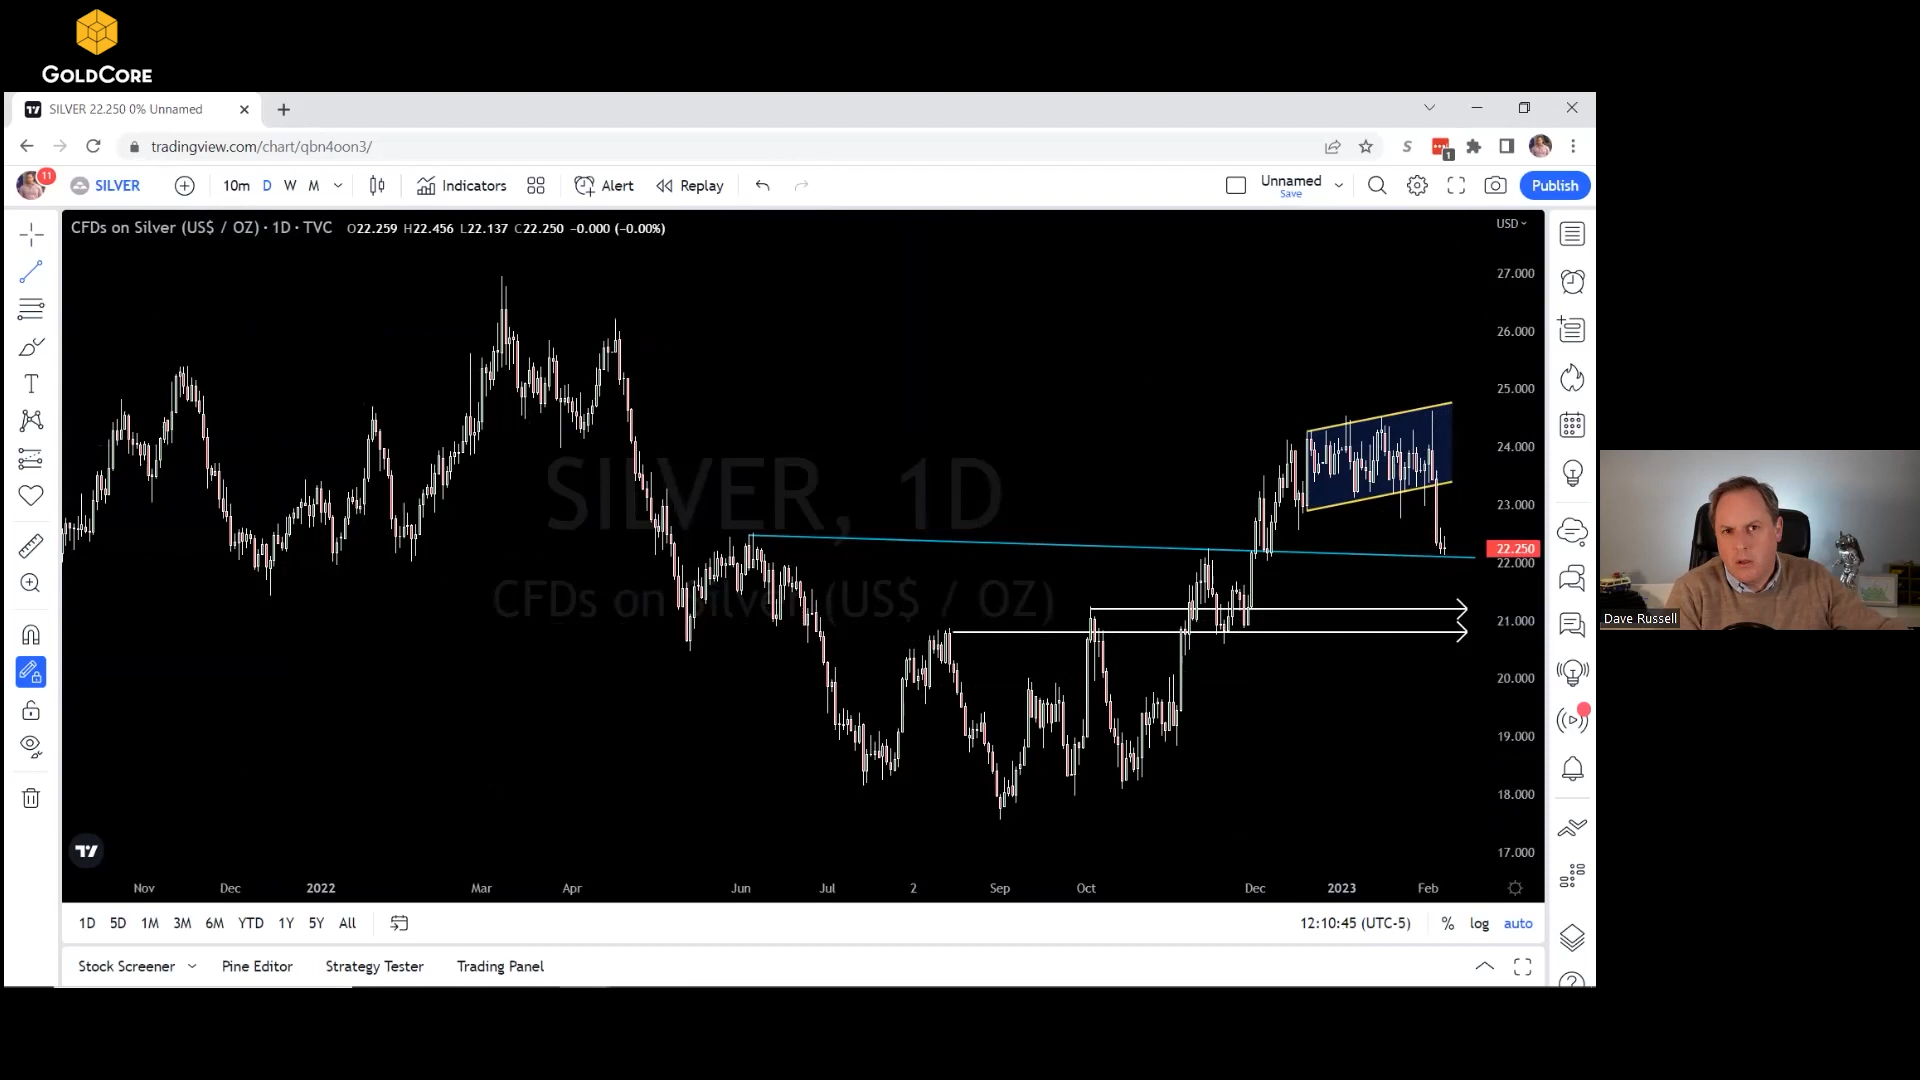 GOLDCORE
SILVER 22.250 0% Unnamed
tradingview.com/chart/qbn4oon3/
1
11
SILVER
10m D W M
Indicators
Alert
Replay
Unnamed
Save
Publish
CFDs on Silver (US$ / OZ) · 1D · TVC O22.259 H22.456 L22.137 C22.250 −0.000 (−0.00%)
USD
27.000
26.000
25.000
24.000
23.000
22.250
22.000
21.000
20.000
19.000
18.000
17.000
SILVER, 1D
CFDs on Silver (US$ / OZ)
Dave Russell
Nov Dec 2022 Mar Apr Jun Jul 2 Sep Oct Dec 2023 Feb
1D 5D 1M 3M 6M YTD 1Y 5Y All
12:10:45 (UTC-5) % log auto
Stock Screener Pine Editor Strategy Tester Trading Panel